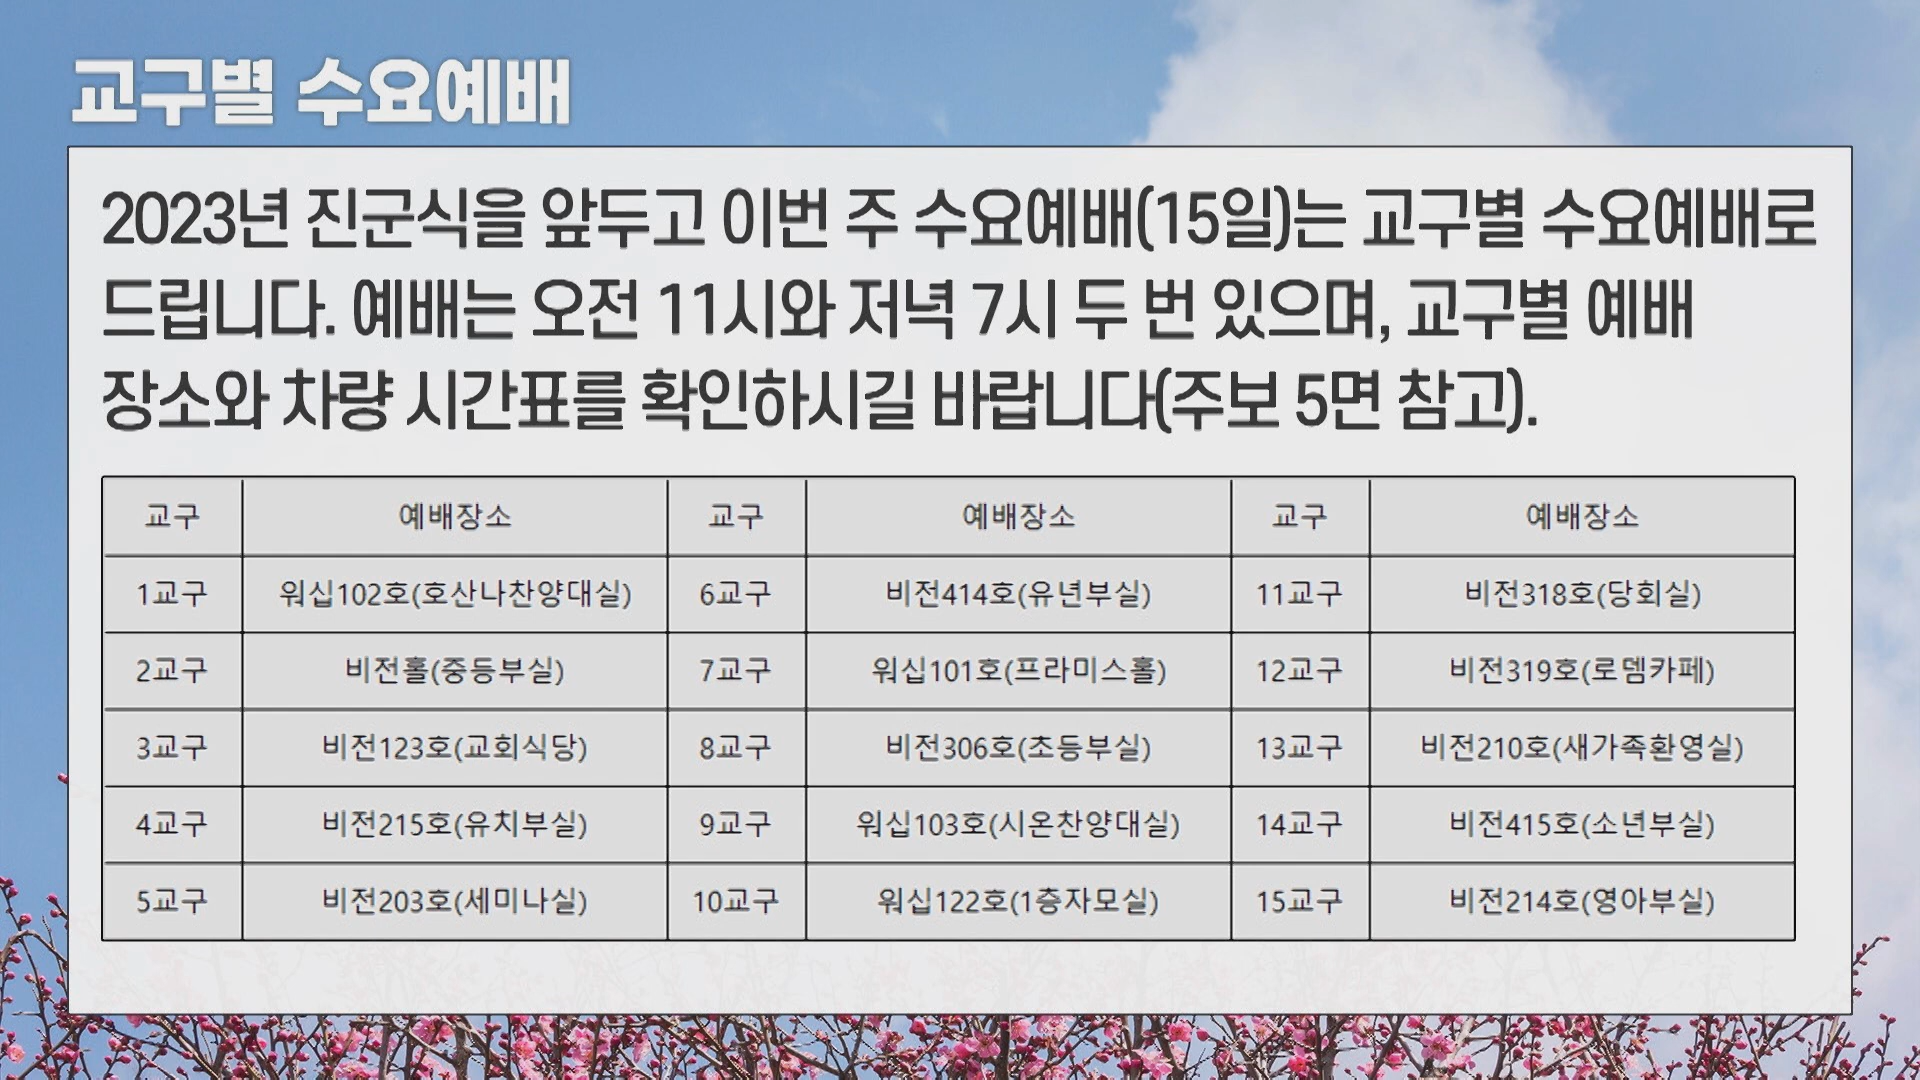 교구별 수요예배
2023년 진군식을 앞두고 이번 주 수요예배(15일)는 교구별 수요예배로
드립니다. 예배는 오전 11시와 저녁 7시 두 번 있으며, 교구별 예배
장소와 차량 시간표를 확인하시길 바랍니다(주보 5면 참고).
교구 예배장소 교구 예배장소 교구 예배장소
1교구 워십102호(호산나찬양대실) 6교구 비전414호(유년부실) 11교구 비전318호(당회실)
2교구 비전홀(중등부실) 7교구 워십101호(프라미스홀) 12교구 비전319호(로뎀카페)
3교구 비전123호(교회식당) 8교구 비전306호(초등부실) 13교구 비전210호(새가족환영실)
4교구 비전215호(유치부실) 9교구 워십103호(시온찬양대실) 14교구 비전415호(소년부실)
5교구 비전203호(세미나실) 10교구 워십122호(1층자모실) 15교구 비전214호(영아부실)